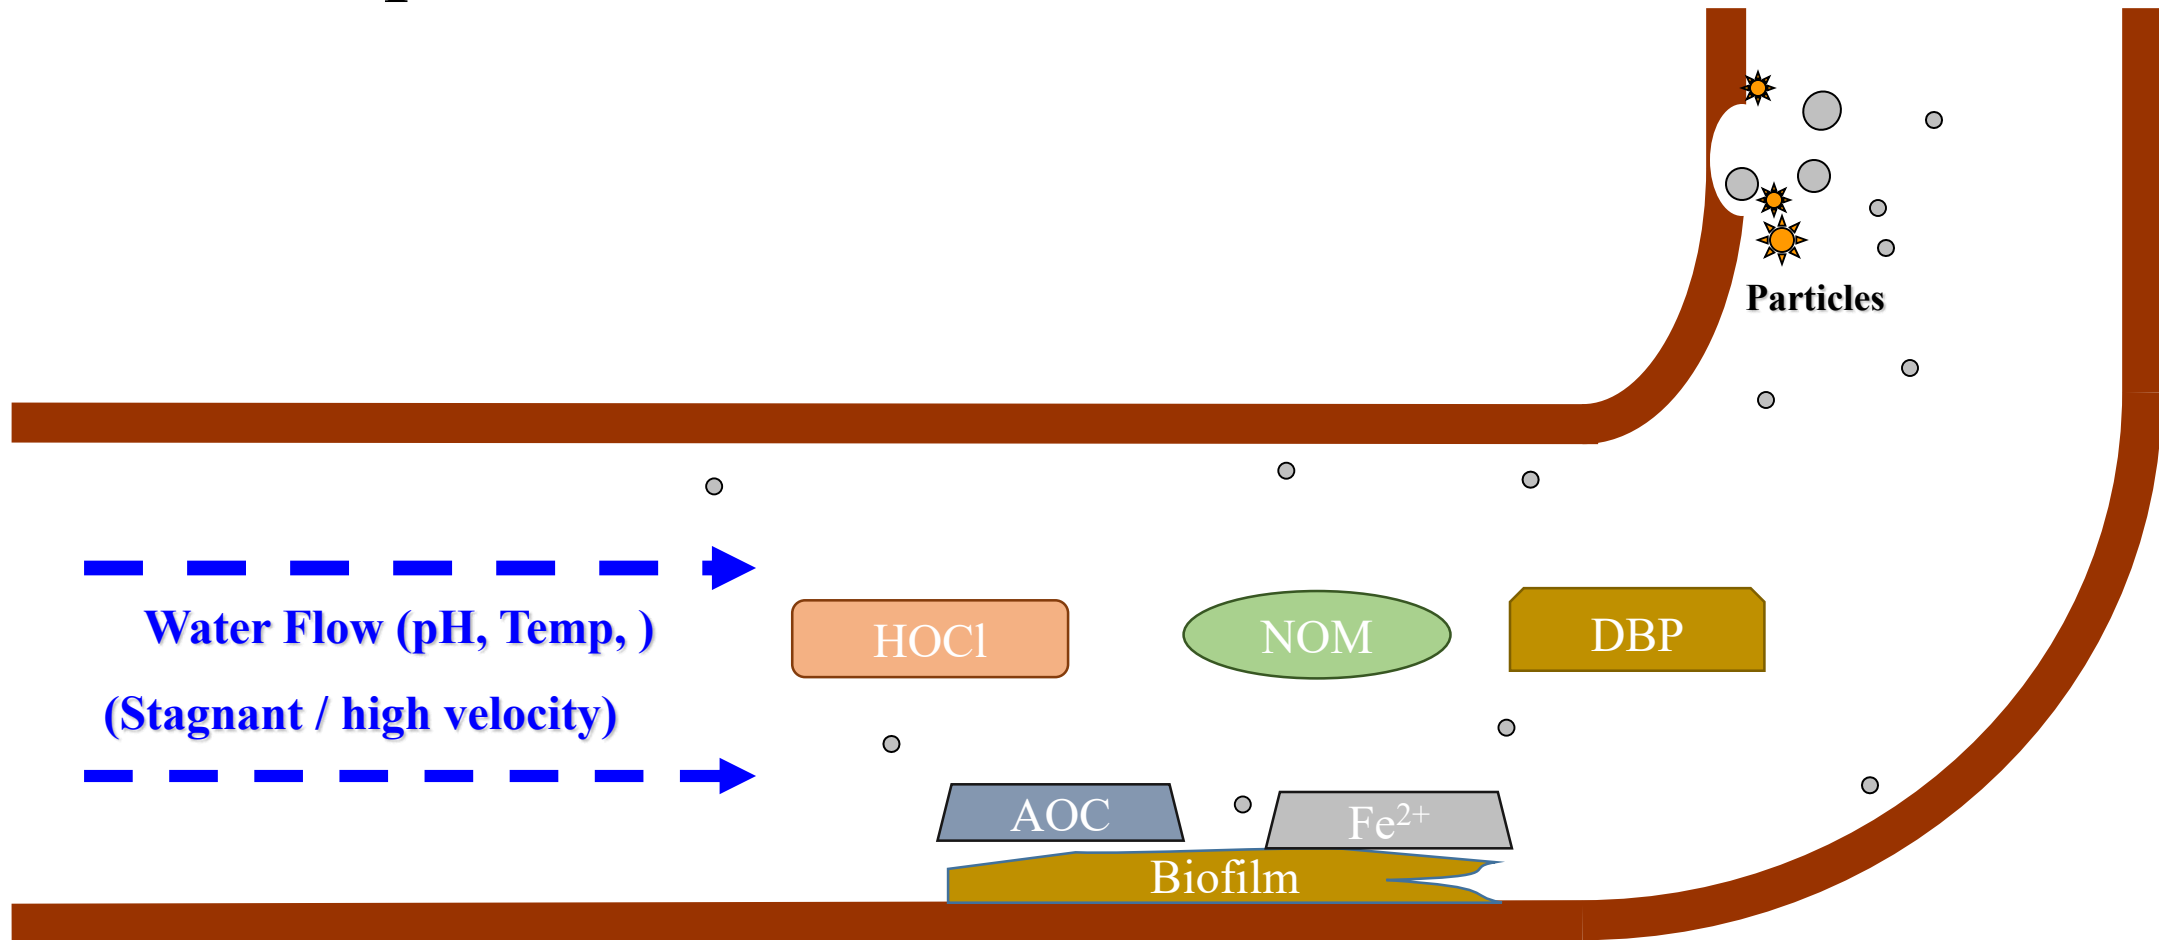 Particles
Water Flow (pH, Temp, )
HOCl
NOM
DBP
(Stagnant / high velocity)
AOC
Fe²⁺
Biofilm